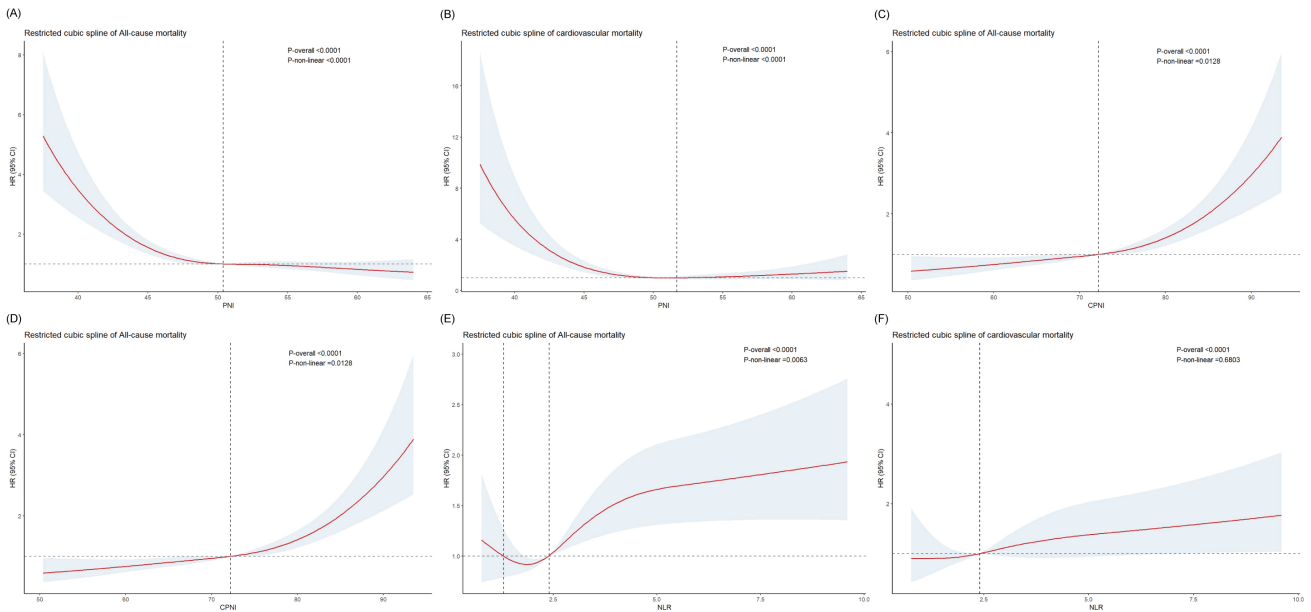 (A)
Restricted cubic spline of All-cause mortality
P-overall <0.0001
P-non-linear <0.0001
HR (95% CI)
8
6
4
2
40
45
50
55
60
65
PNI
(B)
Restricted cubic spline of cardiovascular mortality
P-overall <0.0001
P-non-linear <0.0001
HR (95% CI)
16
12
8
4
0
40
45
50
55
60
65
PNI
(C)
Restricted cubic spline of All-cause mortality
P-overall <0.0001
P-non-linear =0.0128
HR (95% CI)
6
4
2
50
60
70
80
90
CPNI
(D)
Restricted cubic spline of All-cause mortality
P-overall <0.0001
P-non-linear =0.0128
HR (95% CI)
6
4
2
50
60
70
80
90
CPNI
(E)
Restricted cubic spline of All-cause mortality
P-overall <0.0001
P-non-linear =0.0063
HR (95% CI)
3.0
2.5
2.0
1.5
1.0
2.5
5.0
7.5
10.0
NLR
(F)
Restricted cubic spline of cardiovascular mortality
P-overall <0.0001
P-non-linear =0.6803
HR (95% CI)
4
2
2.5
5.0
7.5
10.0
NLR